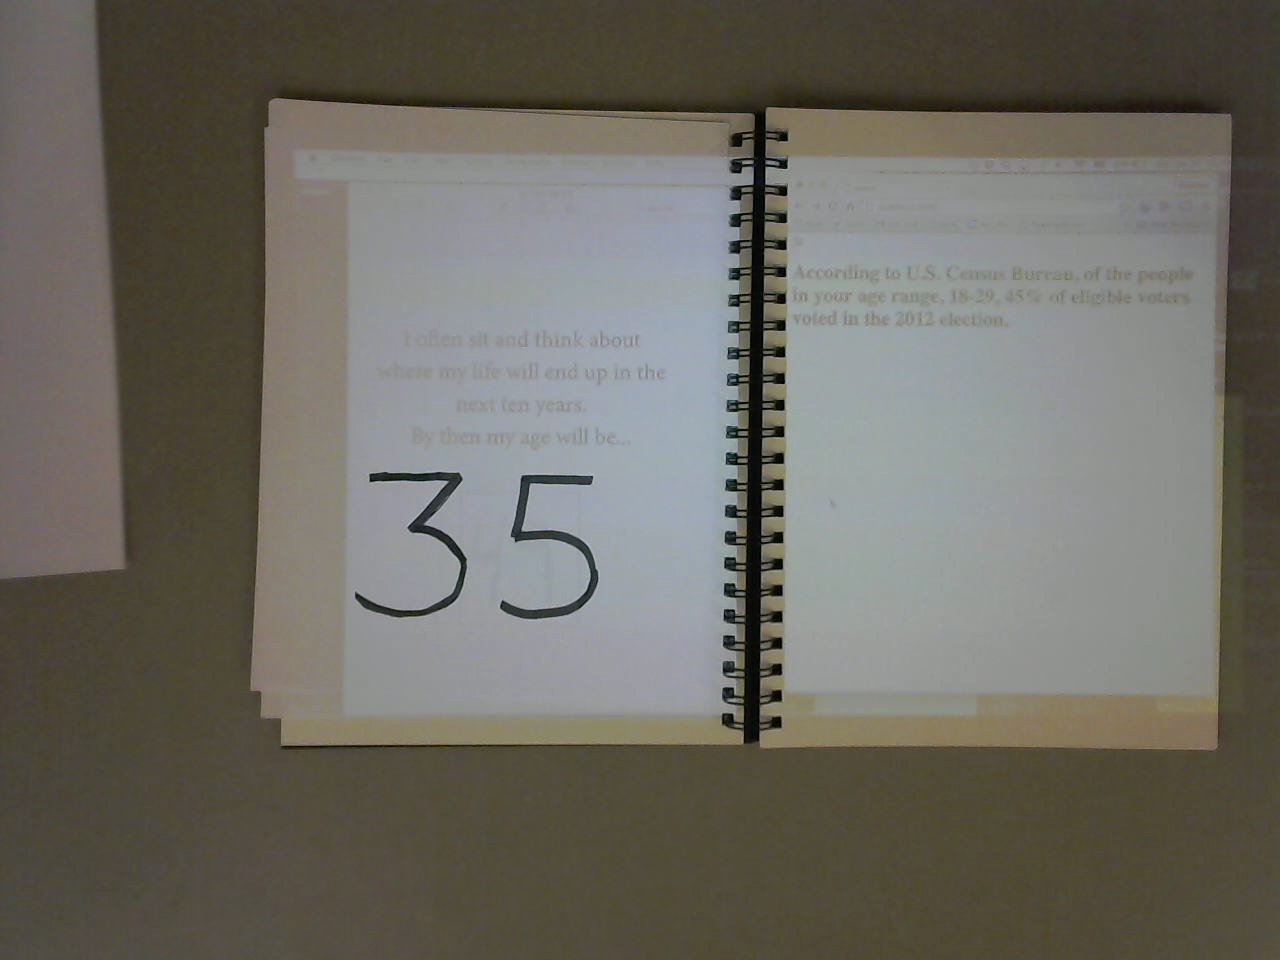 I often sit and think about
where my life will end up in the
next ten years.
By then my age will be...
35
According to U.S. Census Bureau, of the people
in your age range, 18-29, 45% of eligible voters
voted in the 2012 election.